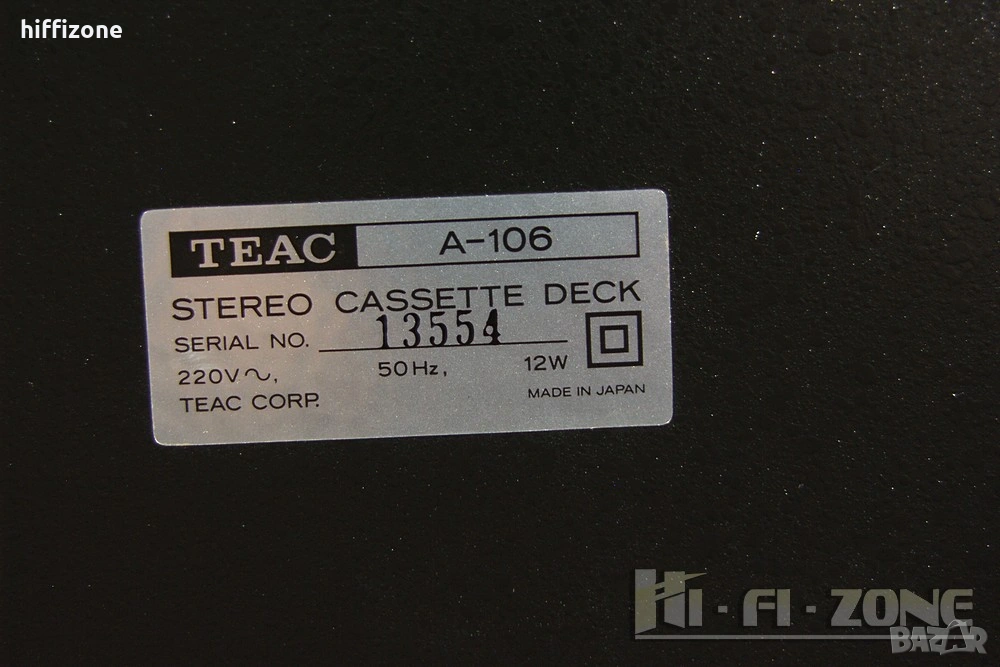 hiffizone
TEAC A-106
STEREO CASSETTE DECK
SERIAL NO. 13554
220V∿, 50Hz, 12W
TEAC CORP. MADE IN JAPAN
HI-FI-ZONE
BAZAR